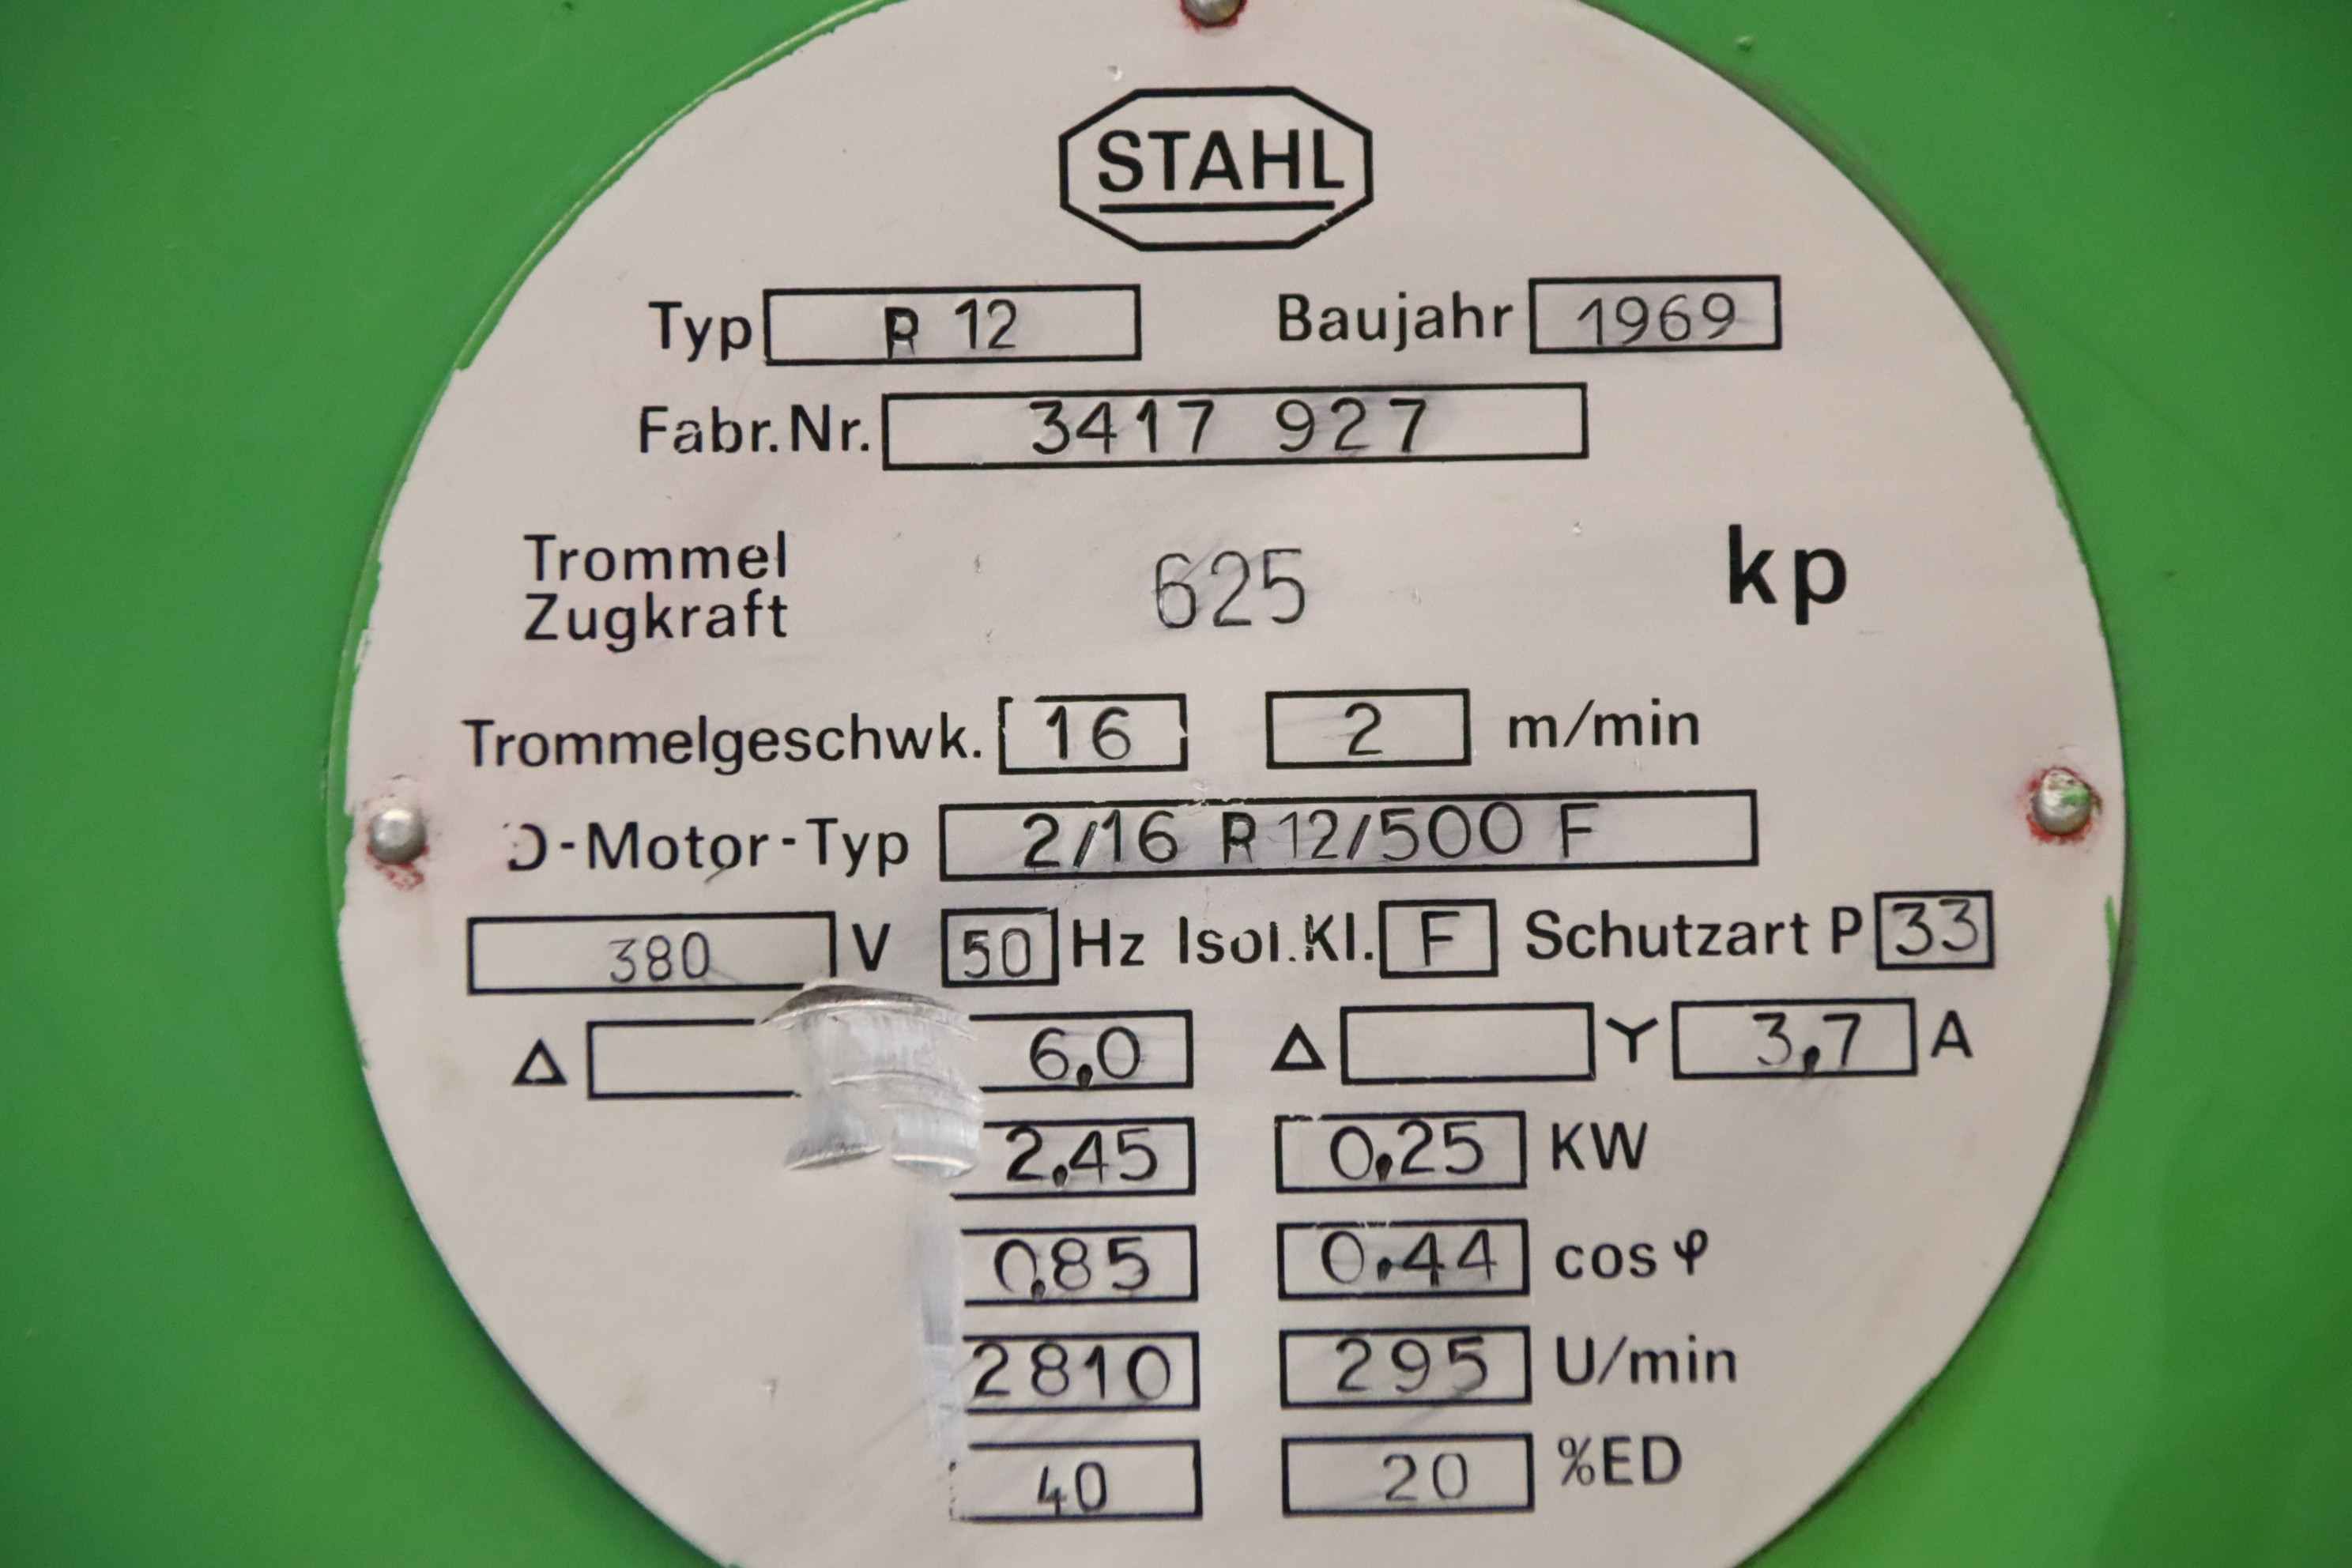 STAHL
Typ R 12 Baujahr 1969
Fabr.Nr. 3417 927
Trommel
Zugkraft 625 kp
Trommelgeschwk. 16 2 m/min
D-Motor-Typ 2/16 R 12/500 F
380 V 50 Hz Isol.Kl. F Schutzart P 33
Δ 6,0 Δ Y 3,7 A
2,45 0,25 KW
0,85 0,44 cos φ
2810 295 U/min
40 20 %ED